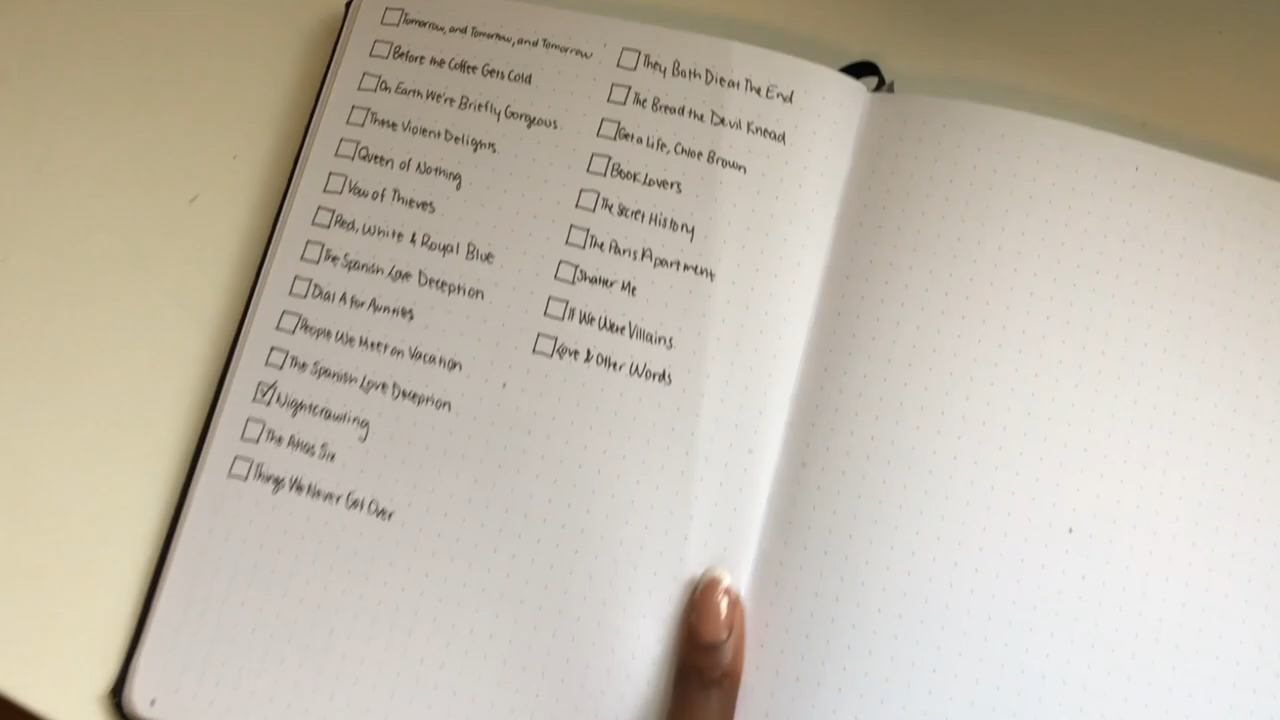 Tomorrow, and Tomorrow, and Tomorrow
Before the Coffee Gets Cold
On Earth We're Briefly Gorgeous
These Violent Delights
Queen of Nothing
Vow of Thieves
Red, White & Royal Blue
The Spanish Love Deception
Dial A for Aunties
People We Meet on Vacation
The Spanish Love Deception
Nightcrawling
The Atlas Six
Things We Never Got Over
They Both Die at The End
The Bread the Devil Knead
Get a Life, Chloe Brown
Book Lovers
The Secret History
The Paris Apartment
Shatter Me
If We Were Villains
Love & Other Words